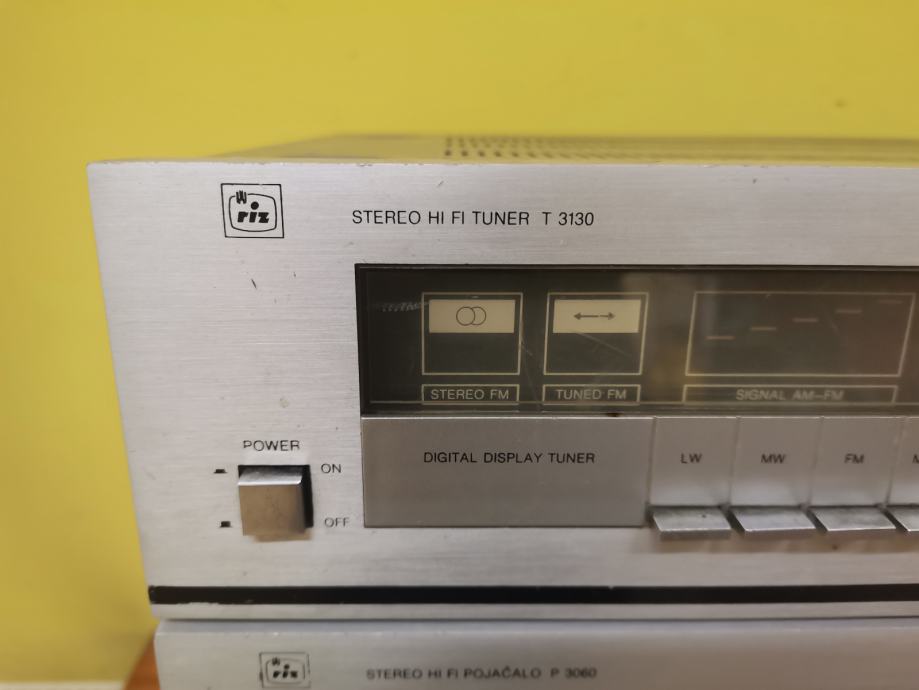 riz
STEREO HI FI TUNER T 3130
STEREO FM
TUNED FM
SIGNAL AM-FM
POWER
ON
OFF
DIGITAL DISPLAY TUNER
LW
MW
FM
M
riz
STEREO HI FI POJAČALO P 3060